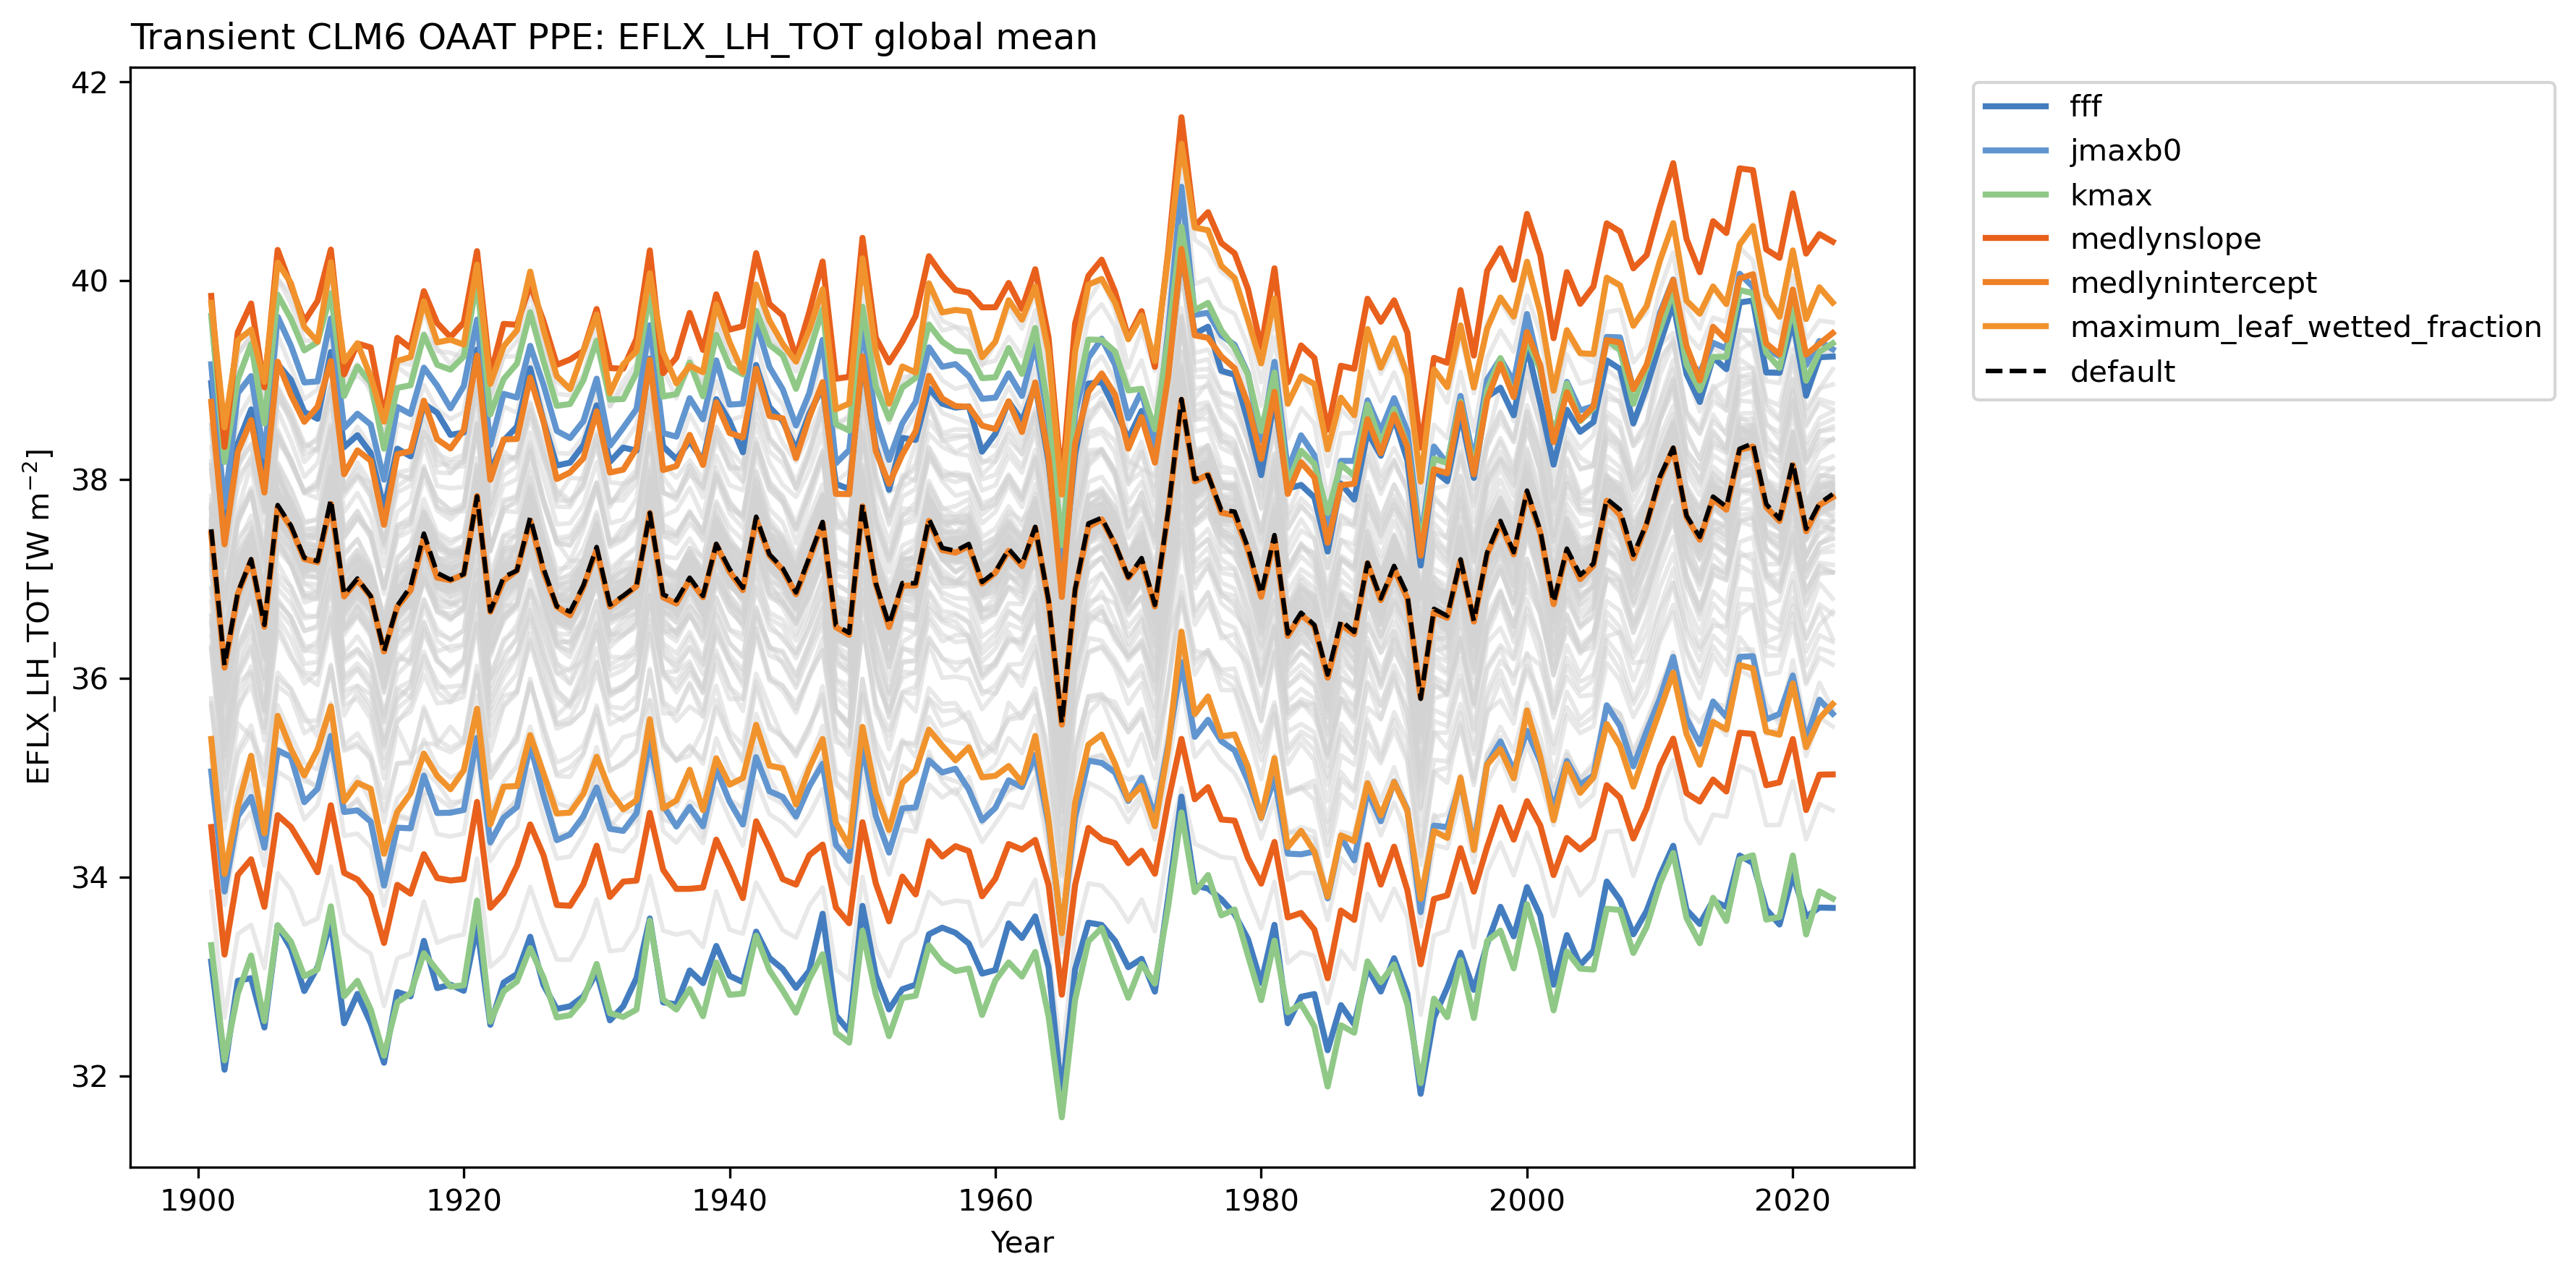 Transient CLM6 OAAT PPE: EFLX_LH_TOT global mean
EFLX_LH_TOT [W m⁻²]
42
40
38
36
34
32
1900
1920
1940
1960
1980
2000
2020
Year
fff
jmaxb0
kmax
medlynslope
medlynintercept
maximum_leaf_wetted_fraction
default